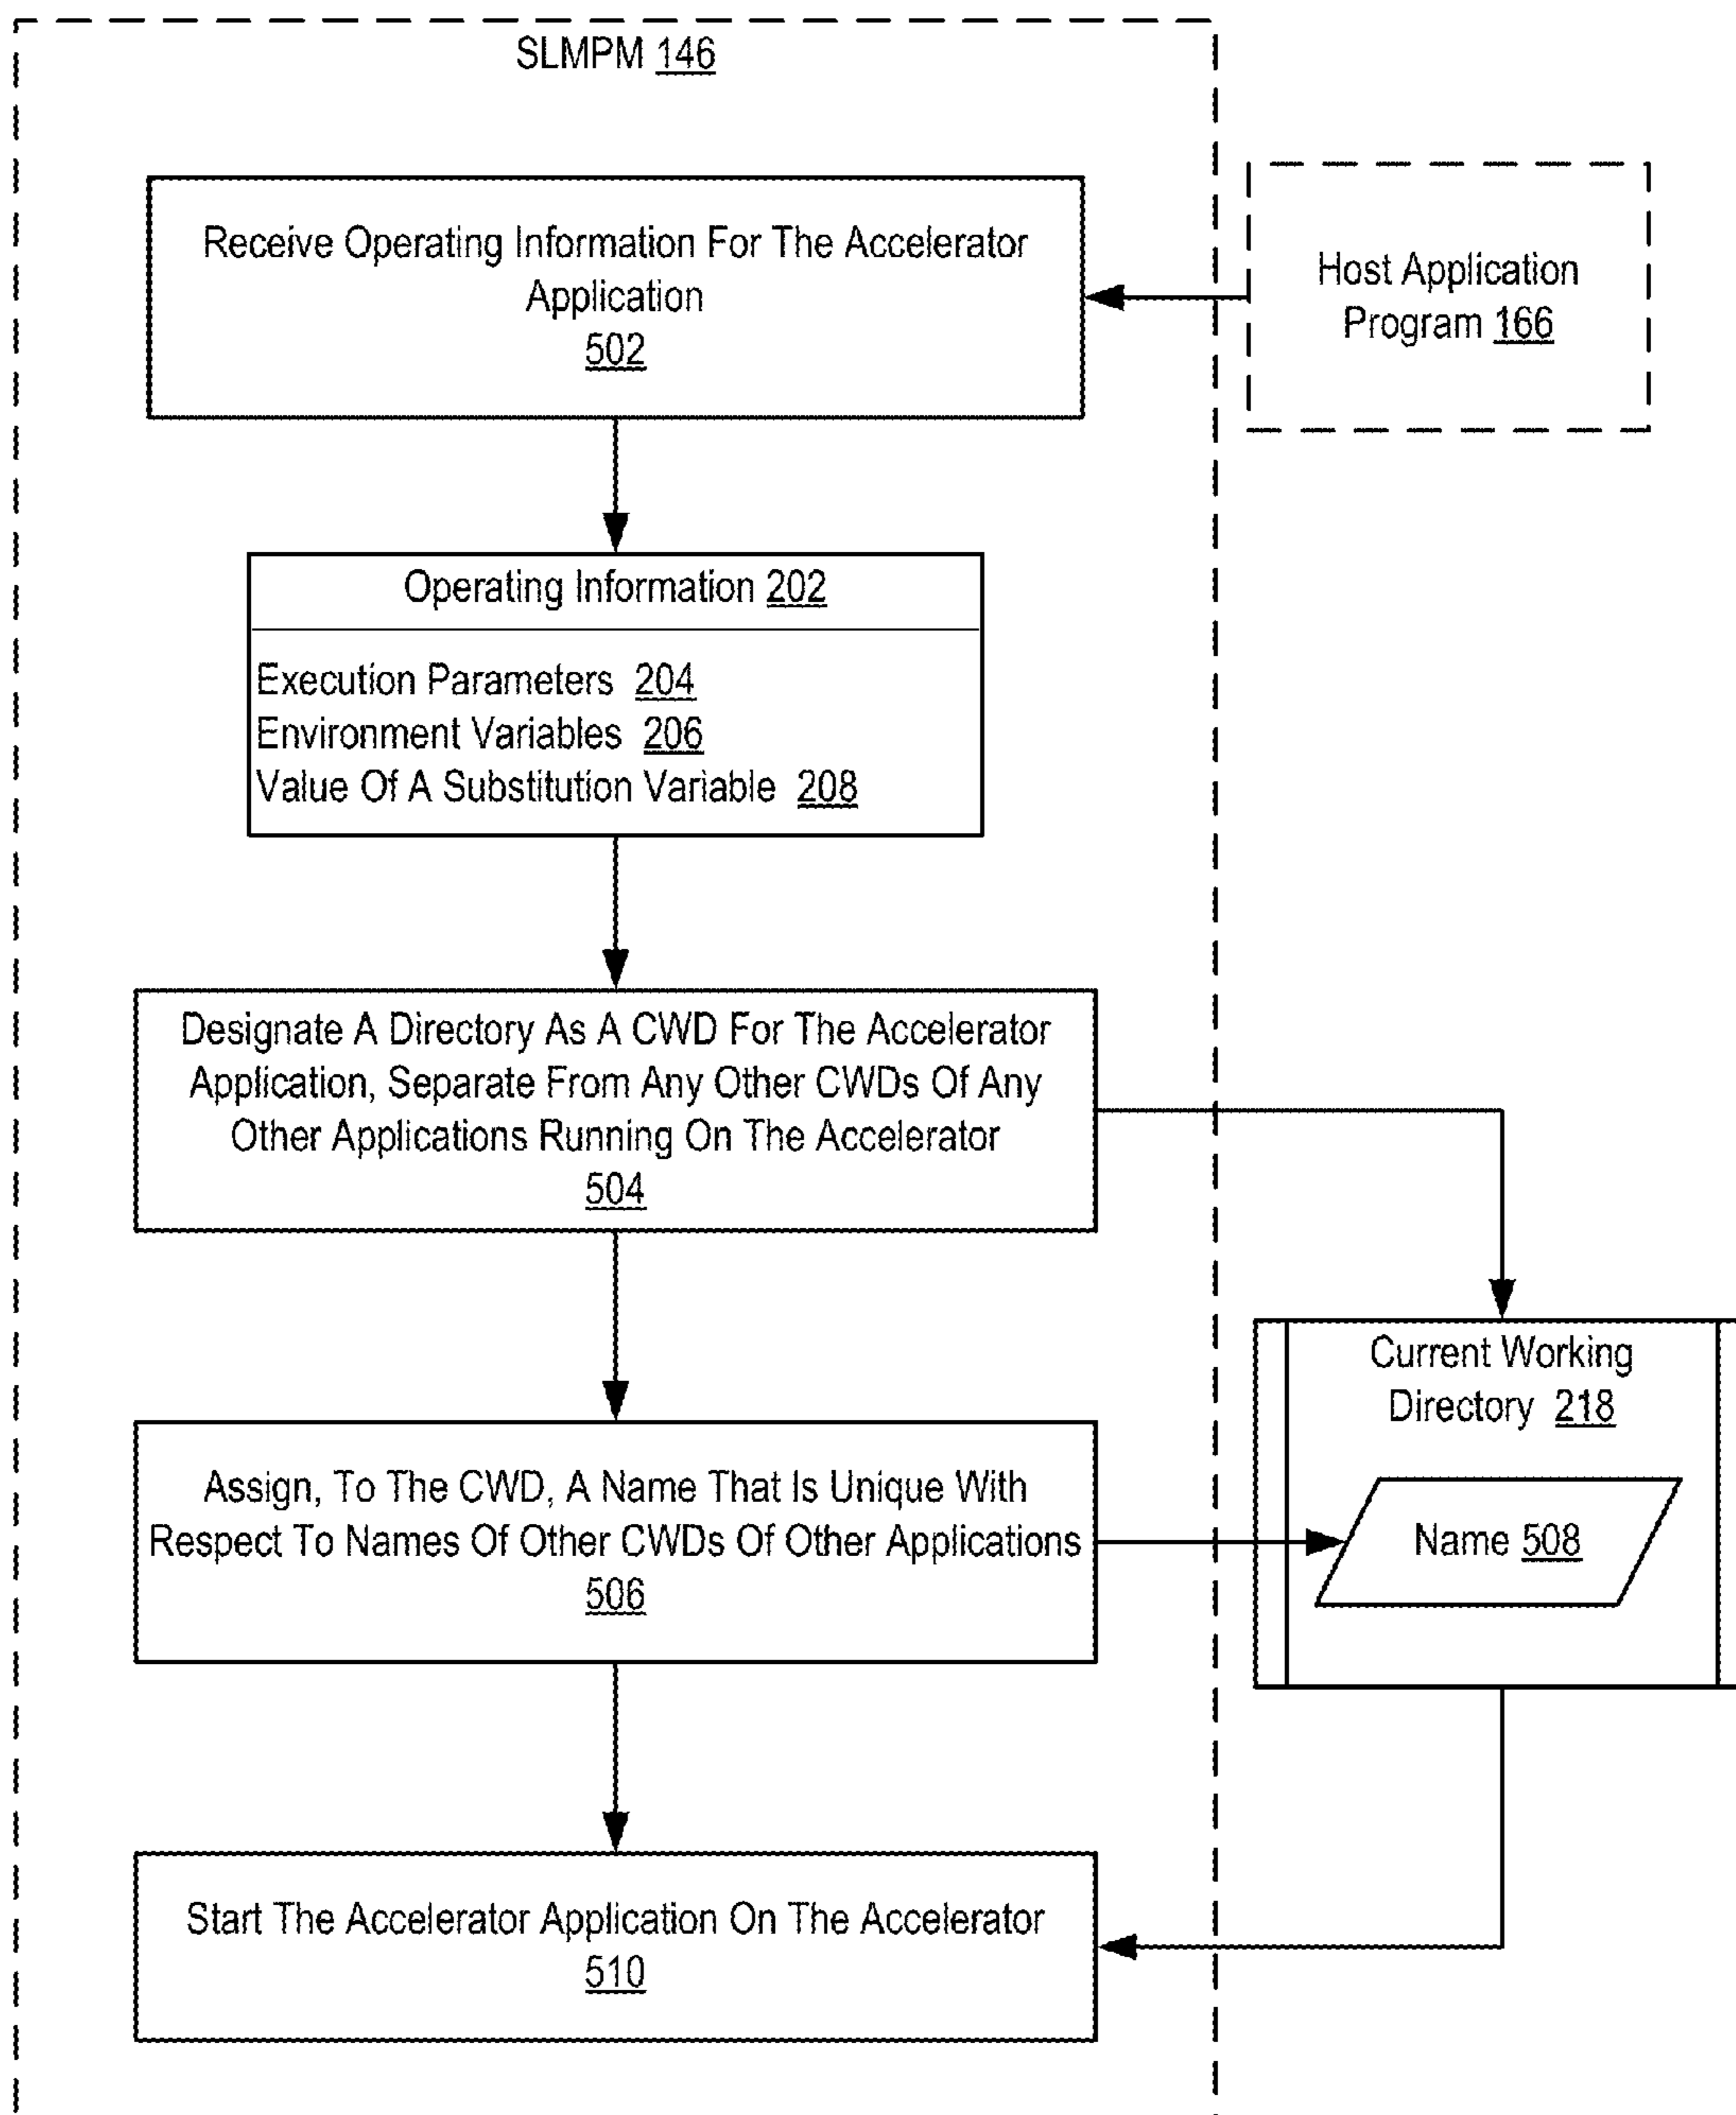 SLMPM 146
Receive Operating Information For The Accelerator
Application
502
Host Application
Program 166
Operating Information 202
Execution Parameters 204
Environment Variables 206
Value Of A Substitution Variable 208
Designate A Directory As A CWD For The Accelerator
Application, Separate From Any Other CWDs Of Any
Other Applications Running On The Accelerator
504
Current Working
Directory 218
Name 508
Assign, To The CWD, A Name That Is Unique With
Respect To Names Of Other CWDs Of Other Applications
506
Start The Accelerator Application On The Accelerator
510